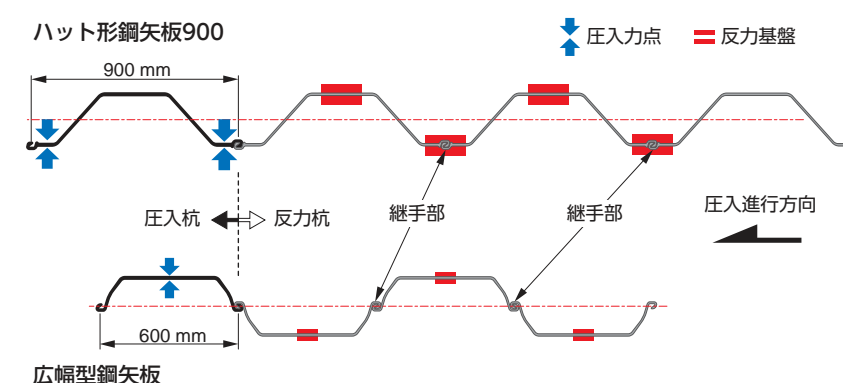 ハット形鋼矢板900
圧入力点
反力基盤
900 mm
圧入杭
反力杭
継手部
継手部
圧入進行方向
600 mm
広幅型鋼矢板